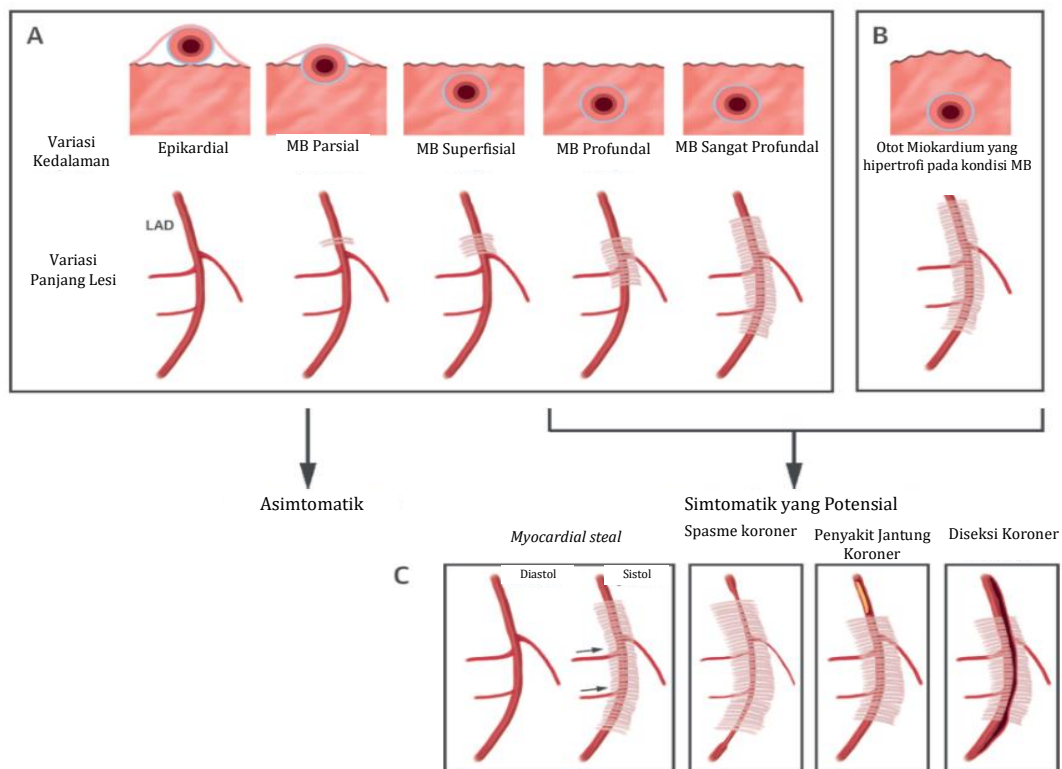 A
B
Variasi
Kedalaman
Epikardial
MB Parsial
MB Superfisial
MB Profundal
MB Sangat Profundal
Otot Miokardium yang
hipertrofi pada kondisi MB
LAD
Variasi
Panjang Lesi
Asimtomatik
Simtomatik yang Potensial
Myocardial steal
Spasme koroner
Penyakit Jantung
Koroner
Diseksi Koroner
C
Diastol
Sistol